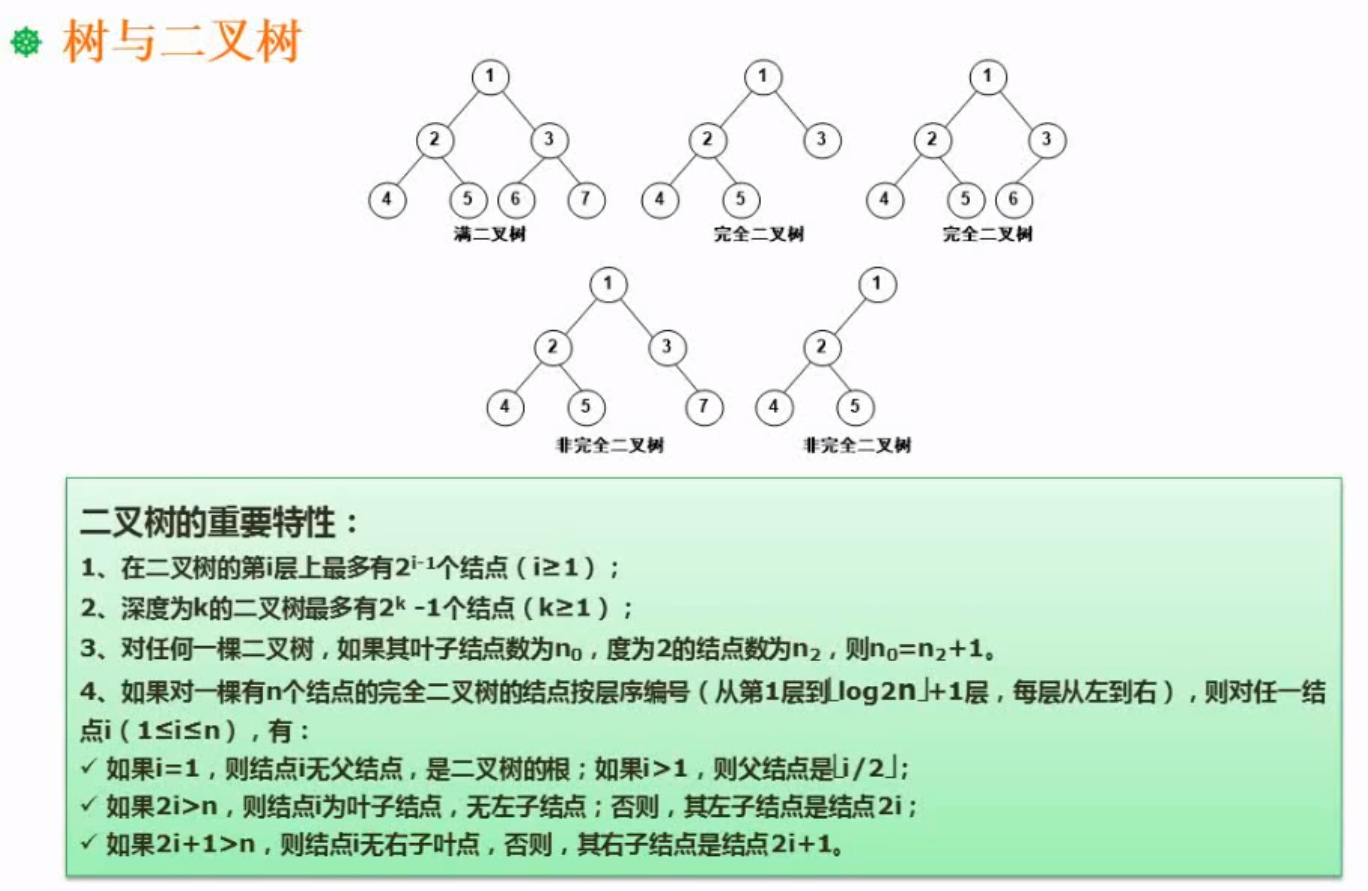 树与二叉树
1 1 1
2 3 2 3 2 3
4 5 6 7 4 5 4 5 6
满二叉树 完全二叉树 完全二叉树
1 1
2 3 2
4 5 7 4 5
非完全二叉树 非完全二叉树
二叉树的重要特性：
1、在二叉树的第i层上最多有2^{i-1}个结点（i≥1）；
2、深度为k的二叉树最多有2^k -1个结点（k≥1）；
3、对任何一棵二叉树，如果其叶子结点数为n₀，度为2的结点数为n₂，则n₀=n₂+1。
4、如果对一棵有n个结点的完全二叉树的结点按层序编号（从第1层到⌊log2n⌋+1层，每层从左到右），则对任一结
点i（1≤i≤n），有：
✓ 如果i=1，则结点i无父结点，是二叉树的根；如果i>1，则父结点是⌊i/2⌋；
✓ 如果2i>n，则结点i为叶子结点，无左子结点；否则，其左子结点是结点2i；
✓ 如果2i+1>n，则结点i无右子叶点，否则，其右子结点是结点2i+1。